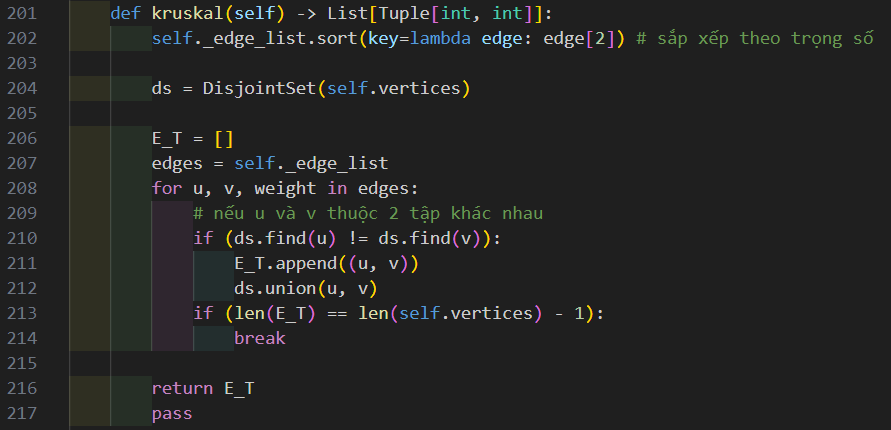 201 def kruskal(self) -> List[Tuple[int, int]]:
202 self._edge_list.sort(key=lambda edge: edge[2]) # sắp xếp theo trọng số
203
204 ds = DisjointSet(self.vertices)
205
206 E_T = []
207 edges = self._edge_list
208 for u, v, weight in edges:
209 # nếu u và v thuộc 2 tập khác nhau
210 if (ds.find(u) != ds.find(v)):
211 E_T.append((u, v))
212 ds.union(u, v)
213 if (len(E_T) == len(self.vertices) - 1):
214 break
215
216 return E_T
217 pass